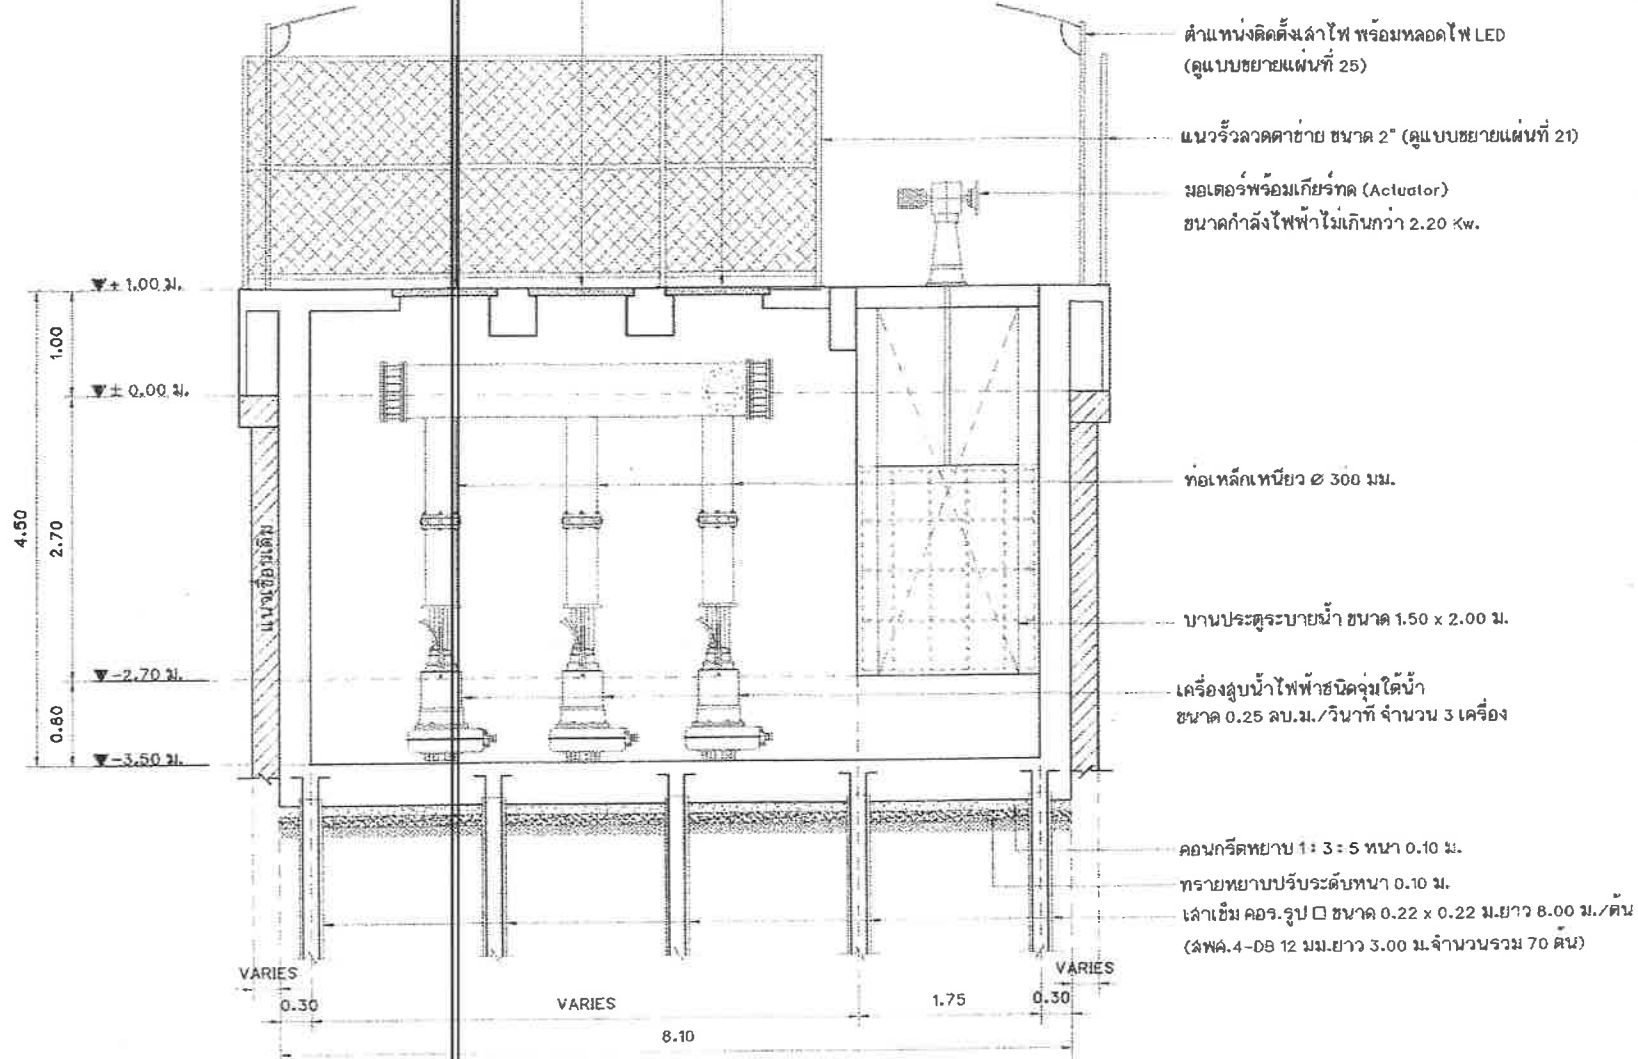 ตำแหน่งติดตั้งเสาไฟ พร้อมหลอดไฟ LED
(ดูแบบขยายแผ่นที่ 25)
แนวรั้วลวดตาข่าย ขนาด 2" (ดูแบบขยายแผ่นที่ 21)
มอเตอร์พร้อมเกียร์ทด (Actuator)
ขนาดกำลังไฟฟ้าไม่เกินกว่า 2.20 Kw.
± 1.00 ม.
1.00
± 0.00 ม.
ท่อเหล็กเหนียว Ø 300 มม.
4.50
2.70
แนวเขื่อนเดิม
บานประตูระบายน้ำ ขนาด 1.50 x 2.00 ม.
-2.70 ม.
เครื่องสูบน้ำไฟฟ้าชนิดจุ่มใต้น้ำ
ขนาด 0.25 ลบ.ม./วินาที จำนวน 3 เครื่อง
0.80
-3.50 ม.
คอนกรีตหยาบ 1: 3: 5 หนา 0.10 ม.
ทรายหยาบปรับระดับหนา 0.10 ม.
เสาเข็ม คอร.รูป □ ขนาด 0.22 x 0.22 ม.ยาว 8.00 ม./ต้น
(สพค.4-DB 12 มม.ยาว 3.00 ม.จำนวนรวม 70 ต้น)
VARIES
VARIES
0.30
VARIES
1.75
0.30
8.10